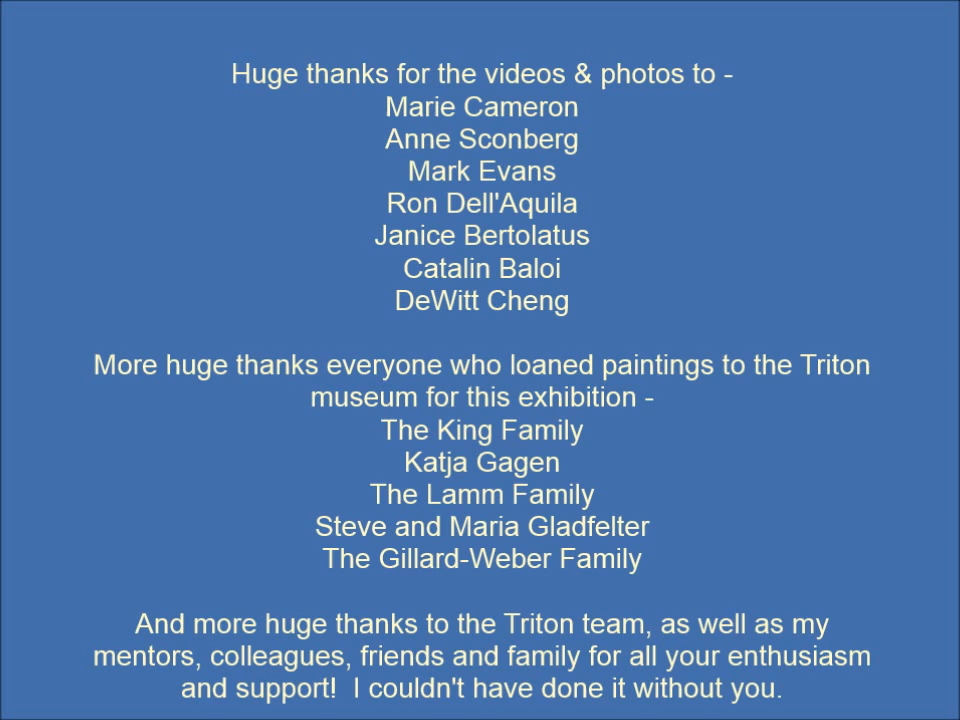 Huge thanks for the videos & photos to -
Marie Cameron
Anne Sconberg
Mark Evans
Ron Dell'Aquila
Janice Bertolatus
Catalin Baloi
DeWitt Cheng
More huge thanks everyone who loaned paintings to the Triton
museum for this exhibition -
The King Family
Katja Gagen
The Lamm Family
Steve and Maria Gladfelter
The Gillard-Weber Family
And more huge thanks to the Triton team, as well as my
mentors, colleagues, friends and family for all your enthusiasm
and support!  I couldn't have done it without you.